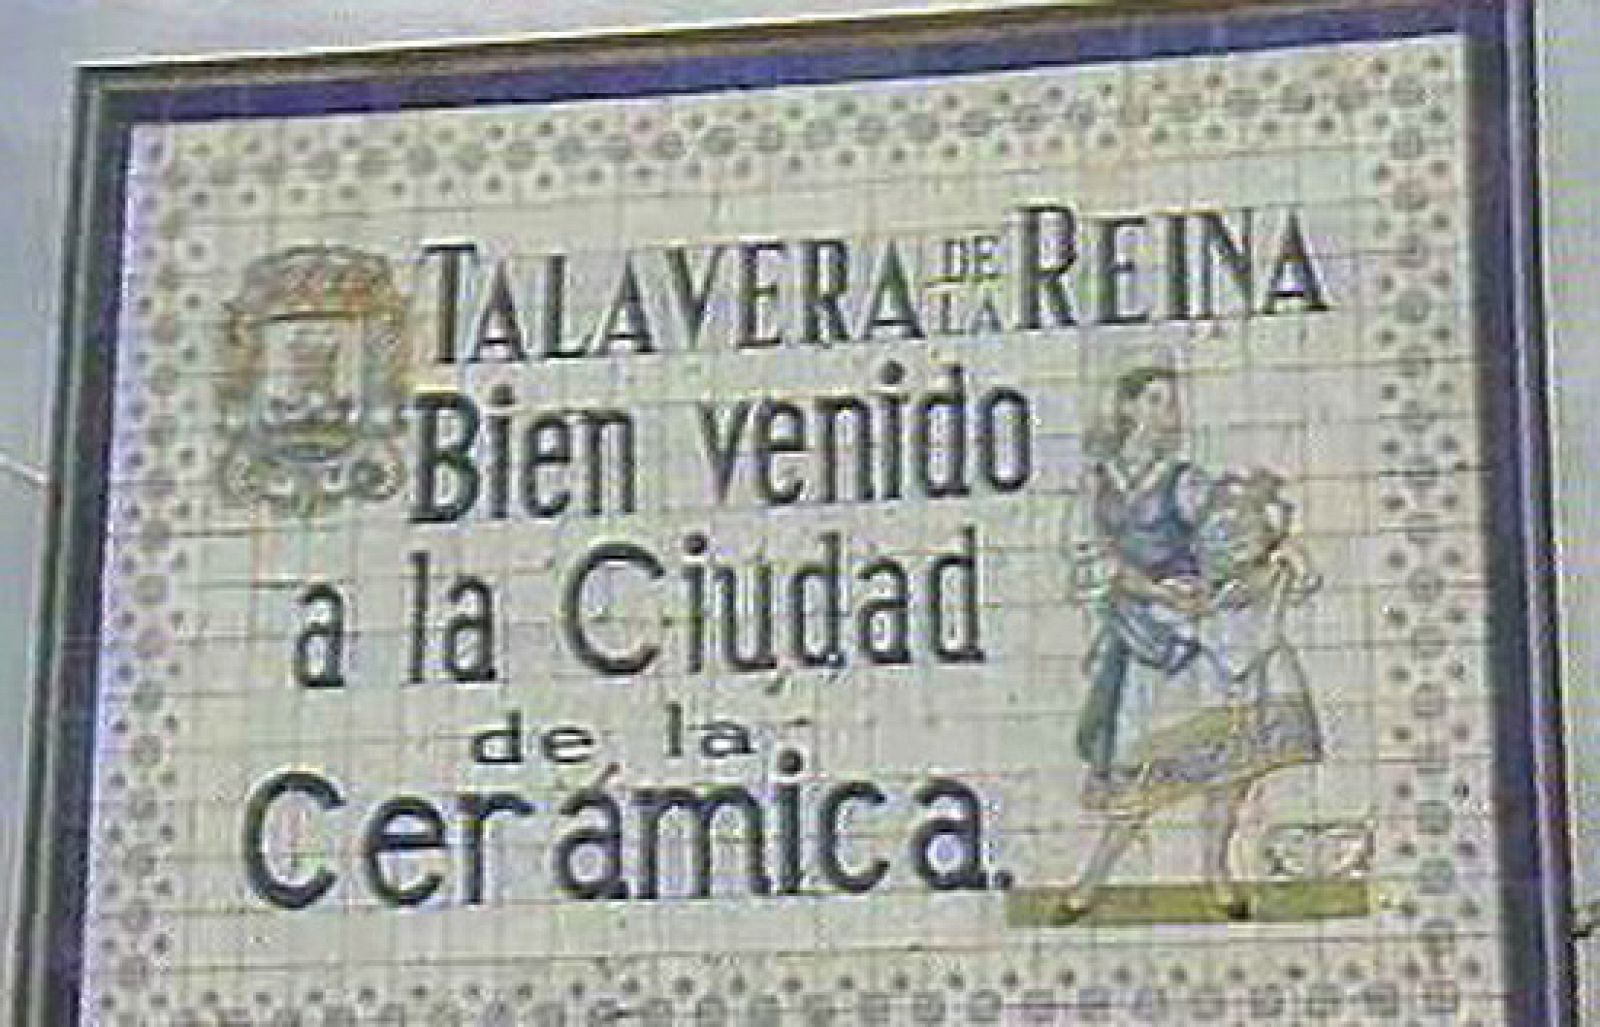 TALAVERA DE LA REINA
Bien venido
a la Ciudad
de la
Cerámica.